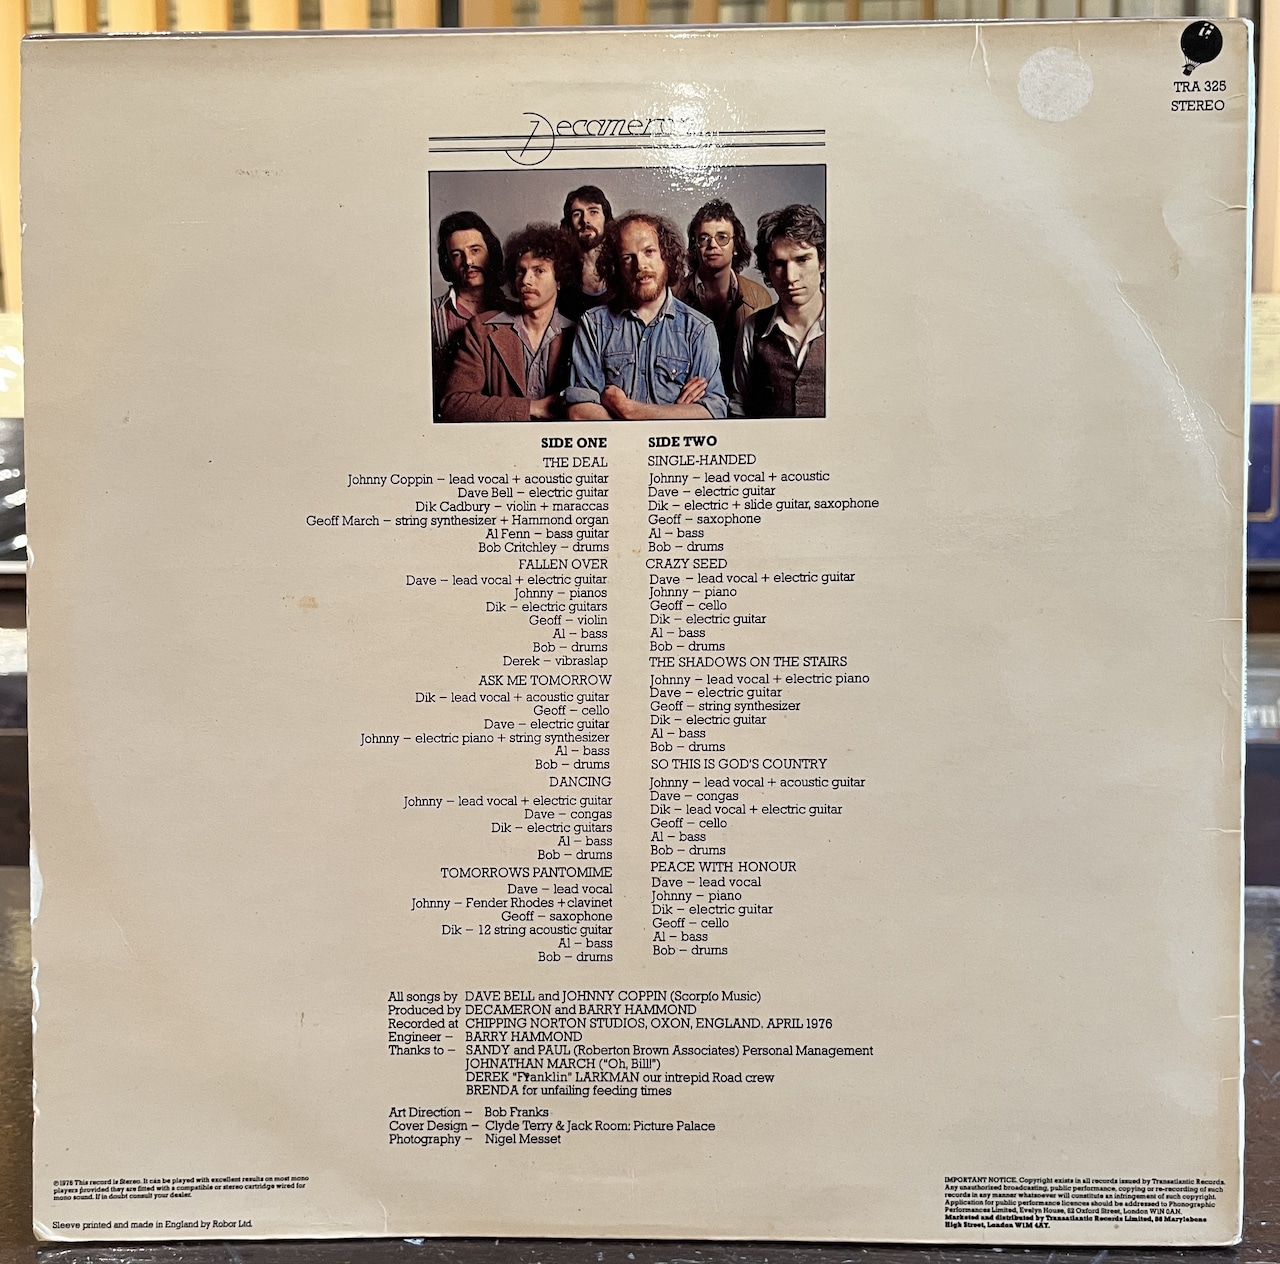 TRA 325
STEREO
Decameron
SIDE ONE
THE DEAL
Johnny Coppin – lead vocal + acoustic guitar
Dave Bell – electric guitar
Dik Cadbury – violin + maraccas
Geoff March – string synthesizer + Hammond organ
Al Fenn – bass guitar
Bob Critchley – drums
FALLEN OVER
Dave – lead vocal + electric guitar
Johnny – pianos
Dik – electric guitars
Geoff – violin
Al – bass
Bob – drums
Derek – vibraslap
ASK ME TOMORROW
Dik – lead vocal + acoustic guitar
Geoff – cello
Dave – electric guitar
Johnny – electric piano + string synthesizer
Al – bass
Bob – drums
DANCING
Johnny – lead vocal + electric guitar
Dave – congas
Dik – electric guitars
Al – bass
Bob – drums
TOMORROWS PANTOMIME
Dave – lead vocal
Johnny – Fender Rhodes + clavinet
Geoff – saxophone
Dik – 12 string acoustic guitar
Al – bass
Bob – drums
SIDE TWO
SINGLE-HANDED
Johnny – lead vocal + acoustic
Dave – electric guitar
Dik – electric + slide guitar, saxophone
Geoff – saxophone
Al – bass
Bob – drums
CRAZY SEED
Dave – lead vocal + electric guitar
Johnny – piano
Geoff – cello
Dik – electric guitar
Al – bass
Bob – drums
THE SHADOWS ON THE STAIRS
Johnny – lead vocal + electric piano
Dave – electric guitar
Geoff – string synthesizer
Dik – electric guitar
Al – bass
Bob – drums
SO THIS IS GOD'S COUNTRY
Johnny – lead vocal + acoustic guitar
Dave – congas
Dik – lead vocal + electric guitar
Geoff – cello
Al – bass
Bob – drums
PEACE WITH HONOUR
Dave – lead vocal
Johnny – piano
Dik – electric guitar
Geoff – cello
Al – bass
Bob – drums
All songs by DAVE BELL and JOHNNY COPPIN (Scorpio Music)
Produced by DECAMERON and BARRY HAMMOND
Recorded at CHIPPING NORTON STUDIOS, OXON, ENGLAND. APRIL 1976
Engineer – BARRY HAMMOND
Thanks to – SANDY and PAUL (Roberton Brown Associates) Personal Management
JOHNATHAN MARCH ("Oh, Bill!")
DEREK "Franklin" LARKMAN our intrepid Road crew
BRENDA for unfailing feeding times
Art Direction – Bob Franks
Cover Design – Clyde Terry & Jack Room: Picture Palace
Photography – Nigel Messet
℗1976 This record is Stereo. It can be played with excellent results on most mono
players provided they are fitted with a compatible or stereo cartridge wired for
mono sound. If in doubt consult your dealer.
Sleeve printed and made in England by Robor Ltd.
IMPORTANT NOTICE. Copyright exists in all records issued by Transatlantic Records.
Any unauthorised broadcasting, public performance, copying or re-recording of such
records in any manner whatsoever will constitute an infringement of such copyright.
Application for public performance licences should be addressed to Phonographic
Performances Limited, Evelyn House, 62 Oxford Street, London W1N 0AN.
Marketed and distributed by Transatlantic Records Limited, 86 Marylebone
High Street, London W1M 4AY.